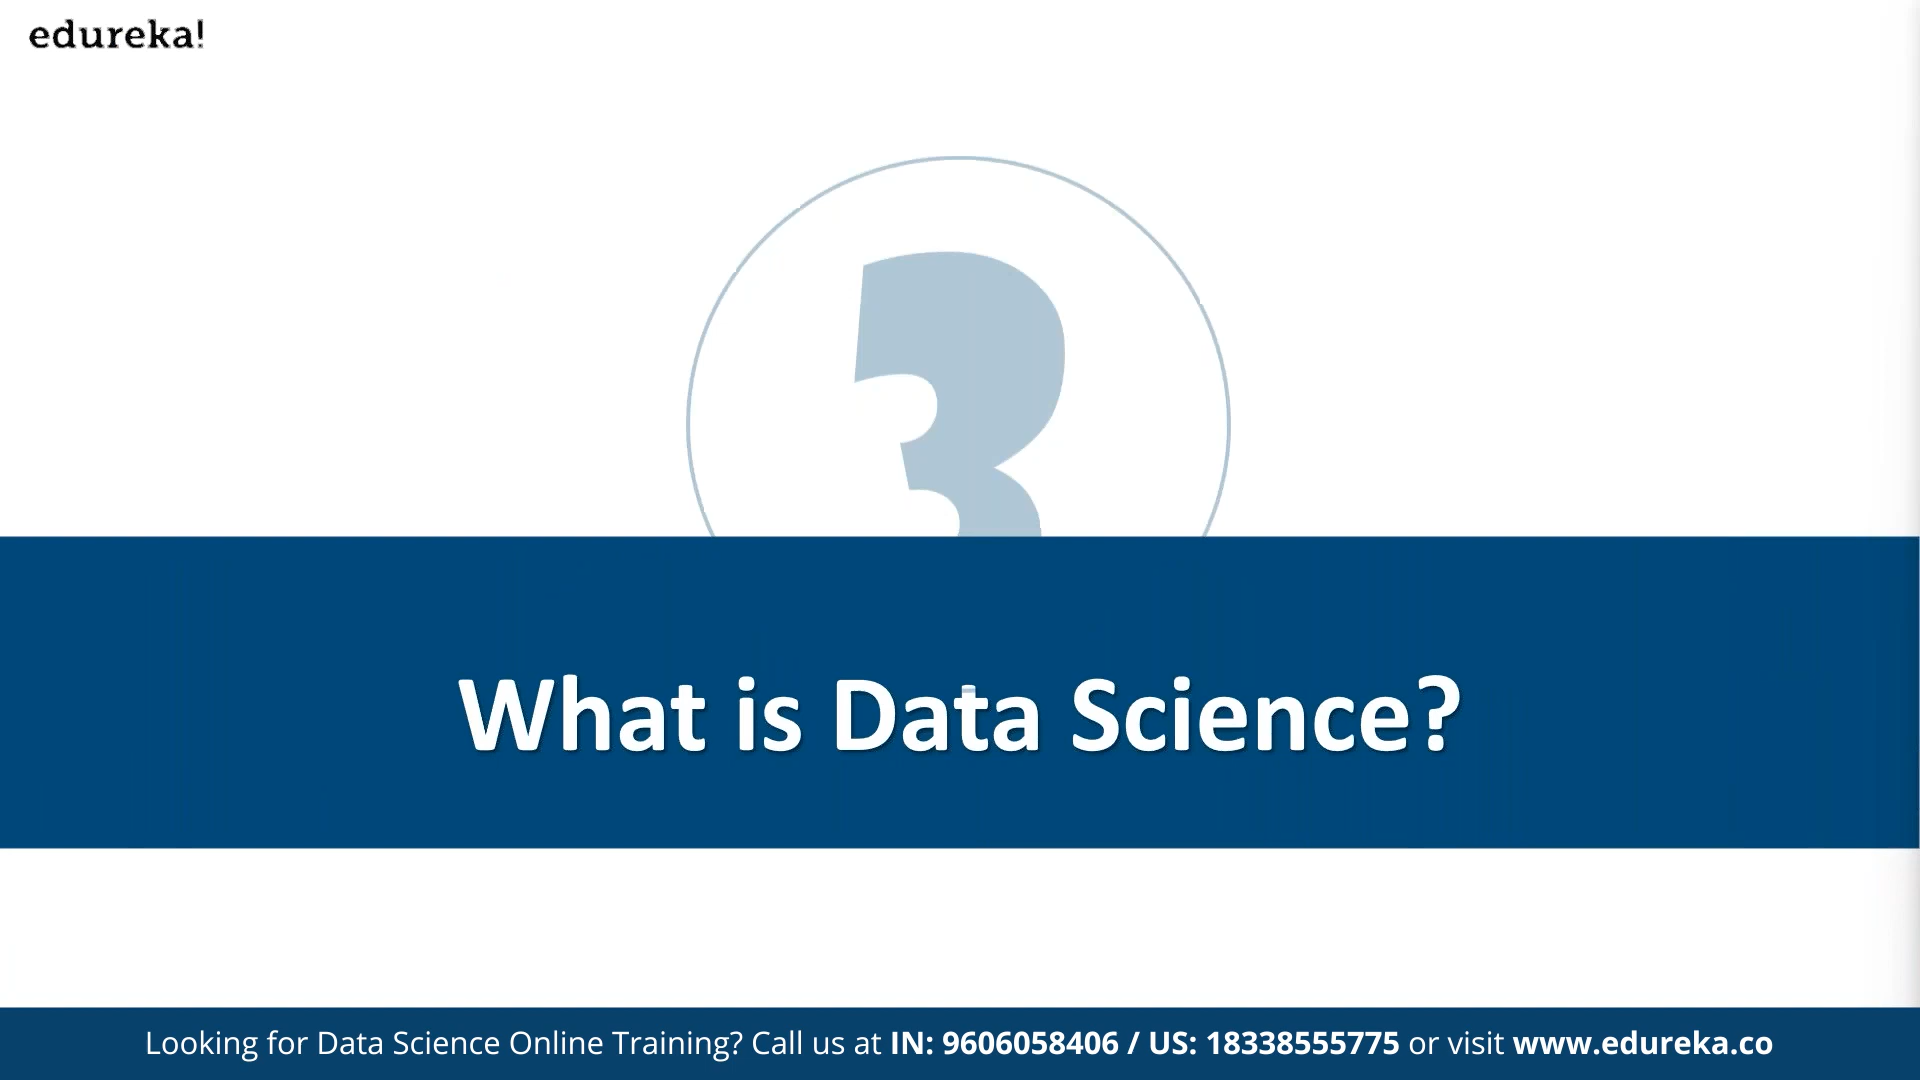 edureka!
3
What is Data Science?
Looking for Data Science Online Training? Call us at IN: 9606058406 / US: 18338555775 or visit www.edureka.co